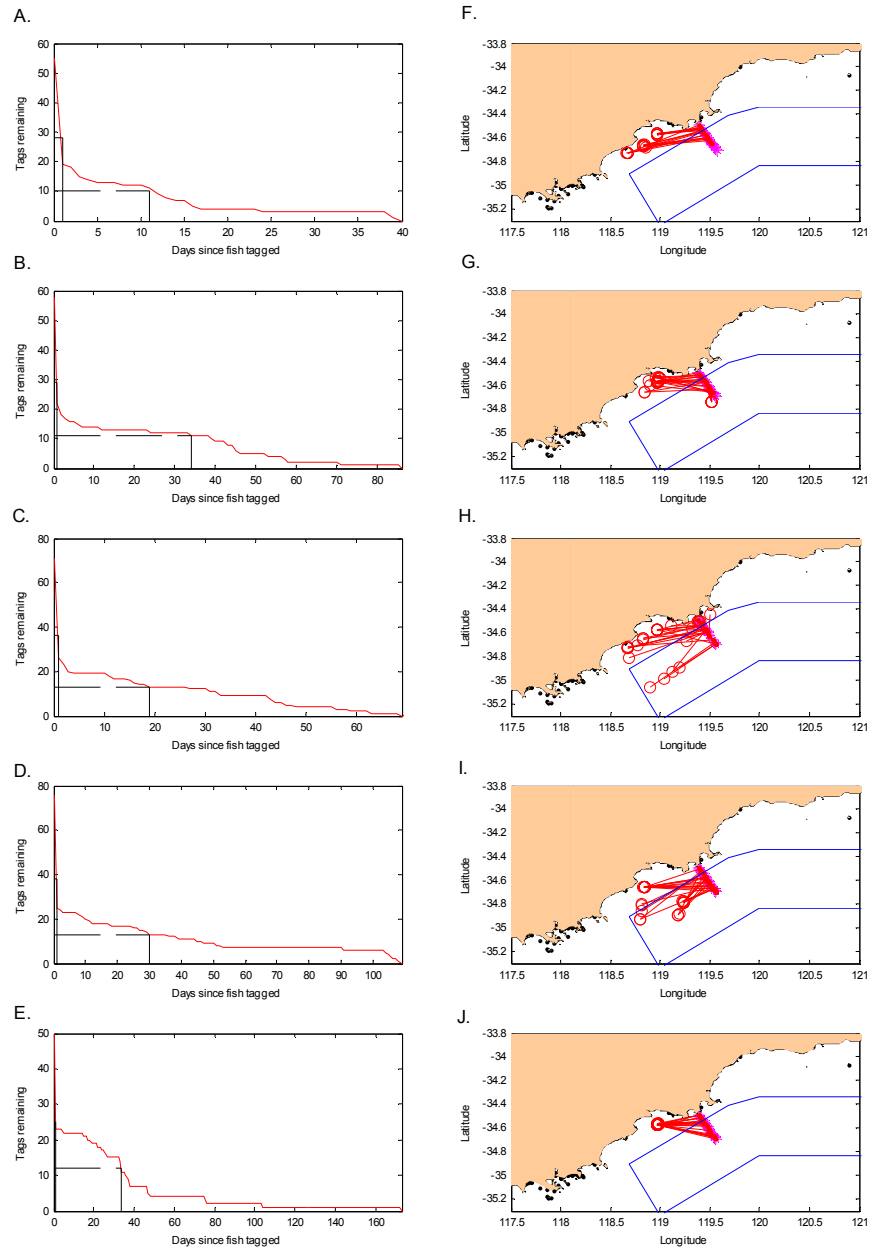 A.
60
50
40
30
20
10
0
Tags remaining
0 5 10 15 20 25 30 35 40
Days since fish tagged
F.
-33.8
-34
-34.2
-34.4
-34.6
-34.8
-35
-35.2
Latitude
117.5 118 118.5 119 119.5 120 120.5 121
Longitude
B.
60
50
40
30
20
10
0
Tags remaining
0 10 20 30 40 50 60 70 80
Days since fish tagged
G.
-33.8
-34
-34.2
-34.4
-34.6
-34.8
-35
-35.2
Latitude
117.5 118 118.5 119 119.5 120 120.5 121
Longitude
C.
80
60
40
20
0
Tags remaining
0 10 20 30 40 50 60
Days since fish tagged
H.
-33.8
-34
-34.2
-34.4
-34.6
-34.8
-35
-35.2
Latitude
117.5 118 118.5 119 119.5 120 120.5 121
Longitude
D.
80
60
40
20
0
Tags remaining
0 10 20 30 40 50 60 70 80 90 100
Days since fish tagged
I.
-33.8
-34
-34.2
-34.4
-34.6
-34.8
-35
-35.2
Latitude
117.5 118 118.5 119 119.5 120 120.5 121
Longitude
E.
50
40
30
20
10
0
Tags remaining
0 20 40 60 80 100 120 140 160
Days since fish tagged
J.
-33.8
-34
-34.2
-34.4
-34.6
-34.8
-35
-35.2
Latitude
117.5 118 118.5 119 119.5 120 120.5 121
Longitude